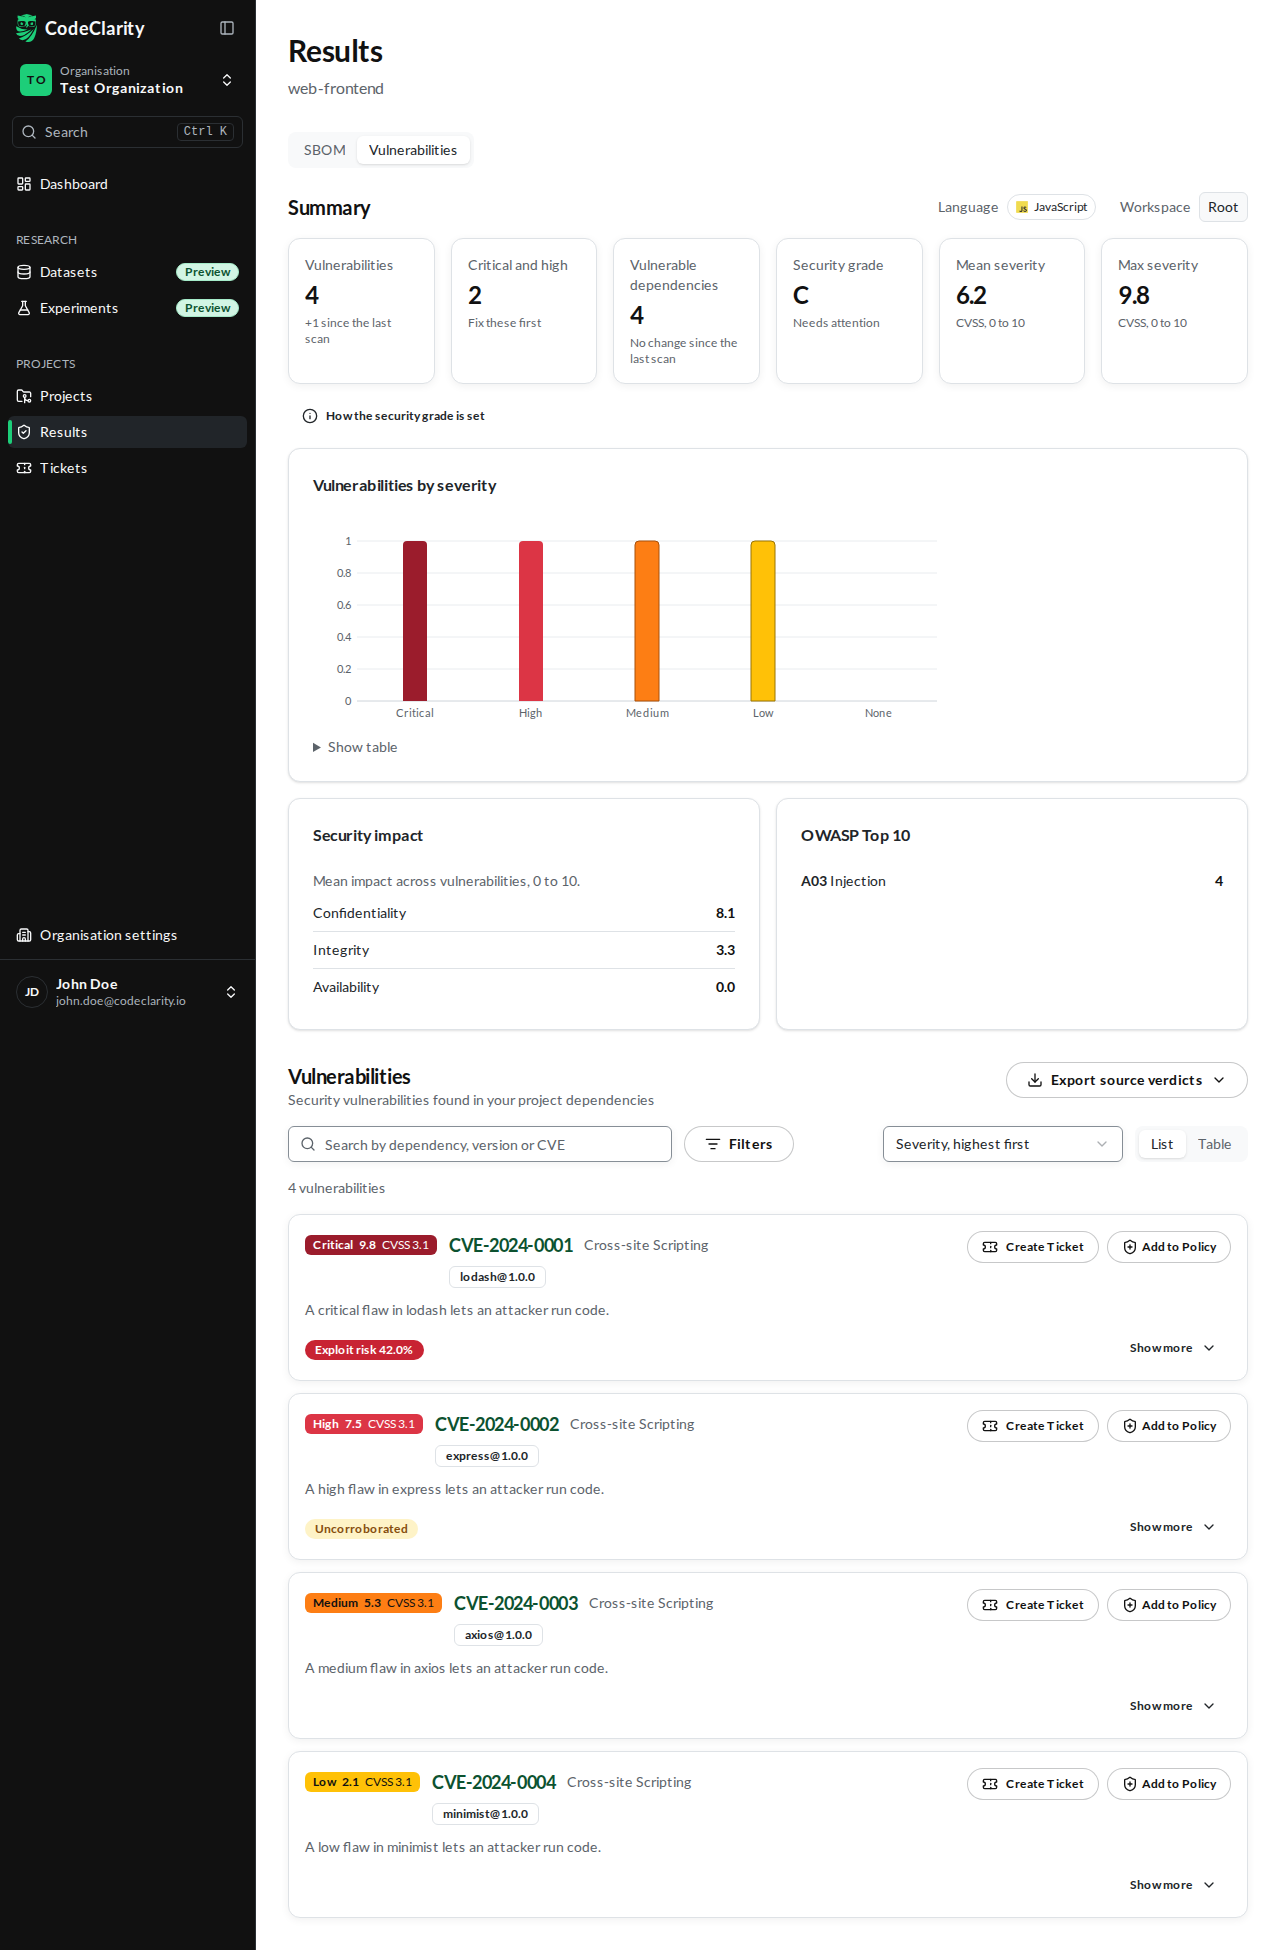 CodeClarity
TO
Organisation
Test Organization
Search
Ctrl K
Dashboard
RESEARCH
Datasets
Preview
Experiments
Preview
PROJECTS
Projects
Results
Tickets
Organisation settings
JD
John Doe
john.doe@codeclarity.io
Results
web-frontend
SBOM
Vulnerabilities
Summary
Language
JS
JavaScript
Workspace
Root
Vulnerabilities
4
+1 since the last
scan
Critical and high
2
Fix these first
Vulnerable
dependencies
4
No change since the
last scan
Security grade
C
Needs attention
Mean severity
6.2
CVSS, 0 to 10
Max severity
9.8
CVSS, 0 to 10
How the security grade is set
Vulnerabilities by severity
1
0.8
0.6
0.4
0.2
0
Critical
High
Medium
Low
None
Show table
Security impact
Mean impact across vulnerabilities, 0 to 10.
Confidentiality 8.1
Integrity 3.3
Availability 0.0
OWASP Top 10
A03 Injection 4
Vulnerabilities
Security vulnerabilities found in your project dependencies
Export source verdicts
Search by dependency, version or CVE
Filters
Severity, highest first
List
Table
4 vulnerabilities
Critical 9.8 CVSS 3.1
CVE-2024-0001 Cross-site Scripting
Create Ticket
Add to Policy
lodash@1.0.0
A critical flaw in lodash lets an attacker run code.
Exploit risk 42.0%
Show more
High 7.5 CVSS 3.1
CVE-2024-0002 Cross-site Scripting
Create Ticket
Add to Policy
express@1.0.0
A high flaw in express lets an attacker run code.
Uncorroborated
Show more
Medium 5.3 CVSS 3.1
CVE-2024-0003 Cross-site Scripting
Create Ticket
Add to Policy
axios@1.0.0
A medium flaw in axios lets an attacker run code.
Show more
Low 2.1 CVSS 3.1
CVE-2024-0004 Cross-site Scripting
Create Ticket
Add to Policy
minimist@1.0.0
A low flaw in minimist lets an attacker run code.
Show more